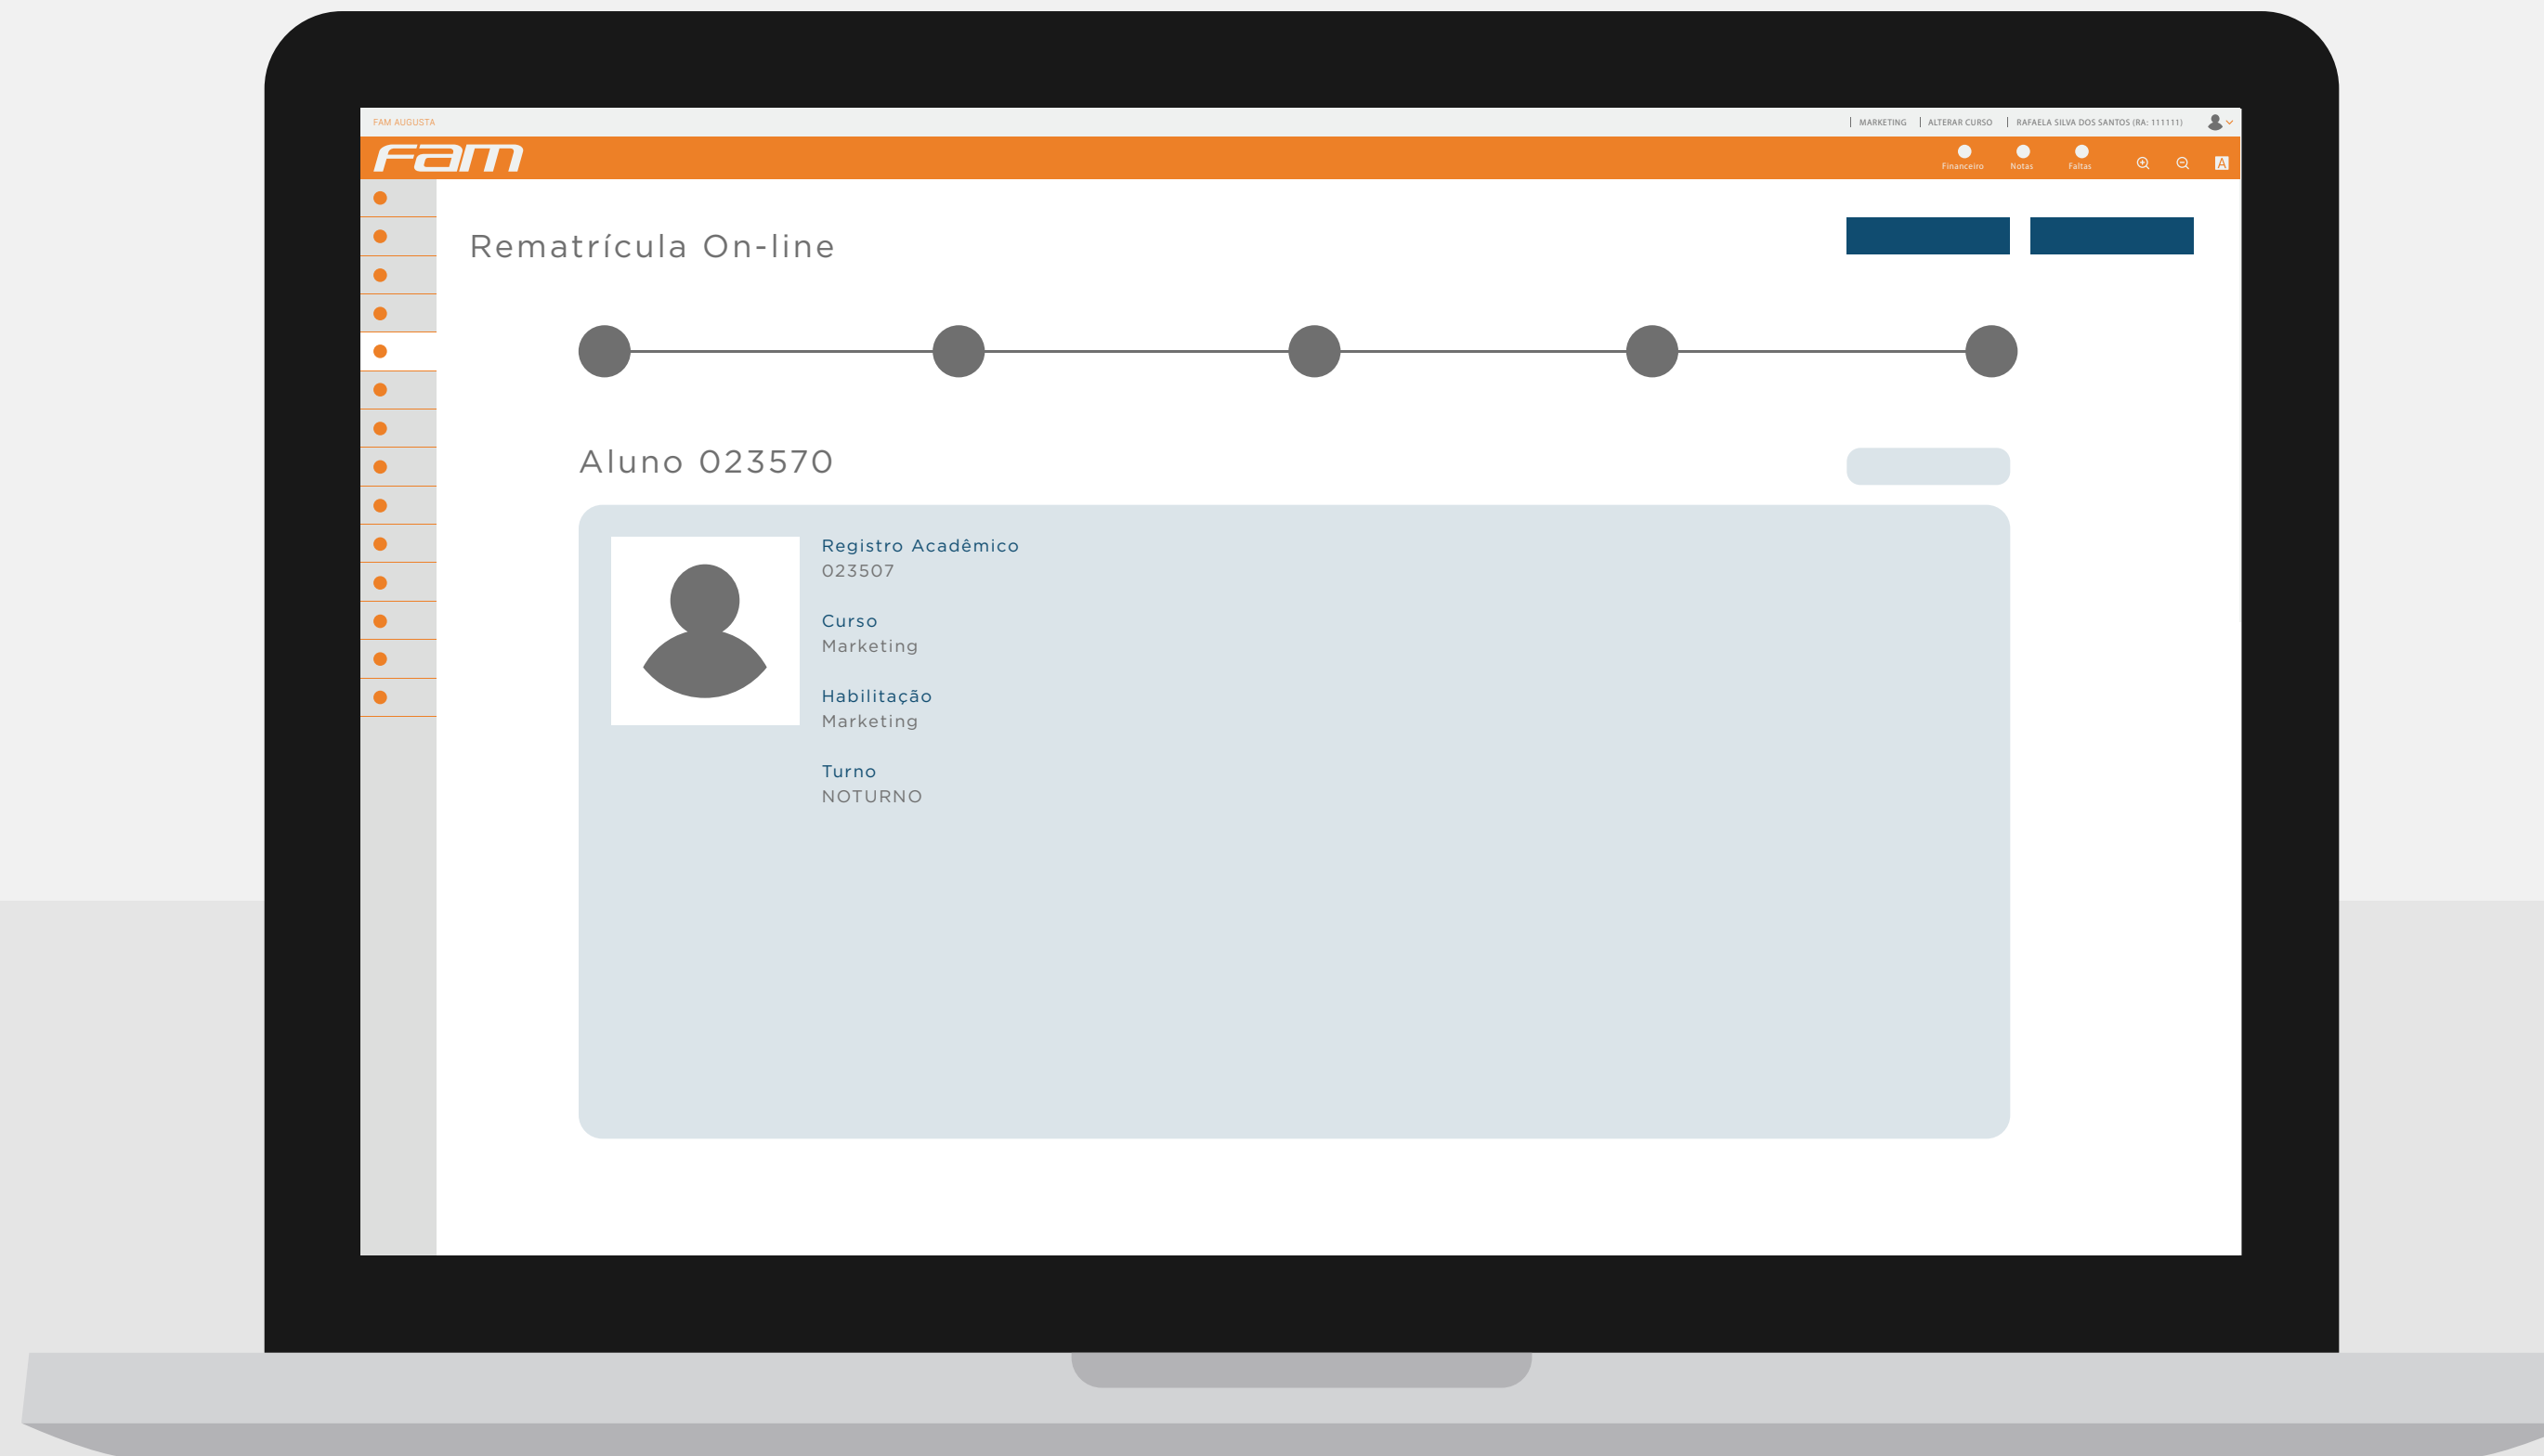 FAM AUGUSTA
MARKETING
ALTERAR CURSO
RAFAELA SILVA DOS SANTOS (RA: 111111)
Fam
Financeiro
Notas
Faltas
A
Rematrícula On-line
Aluno 023570
Registro Acadêmico
023507
Curso
Marketing
Habilitação
Marketing
Turno
NOTURNO